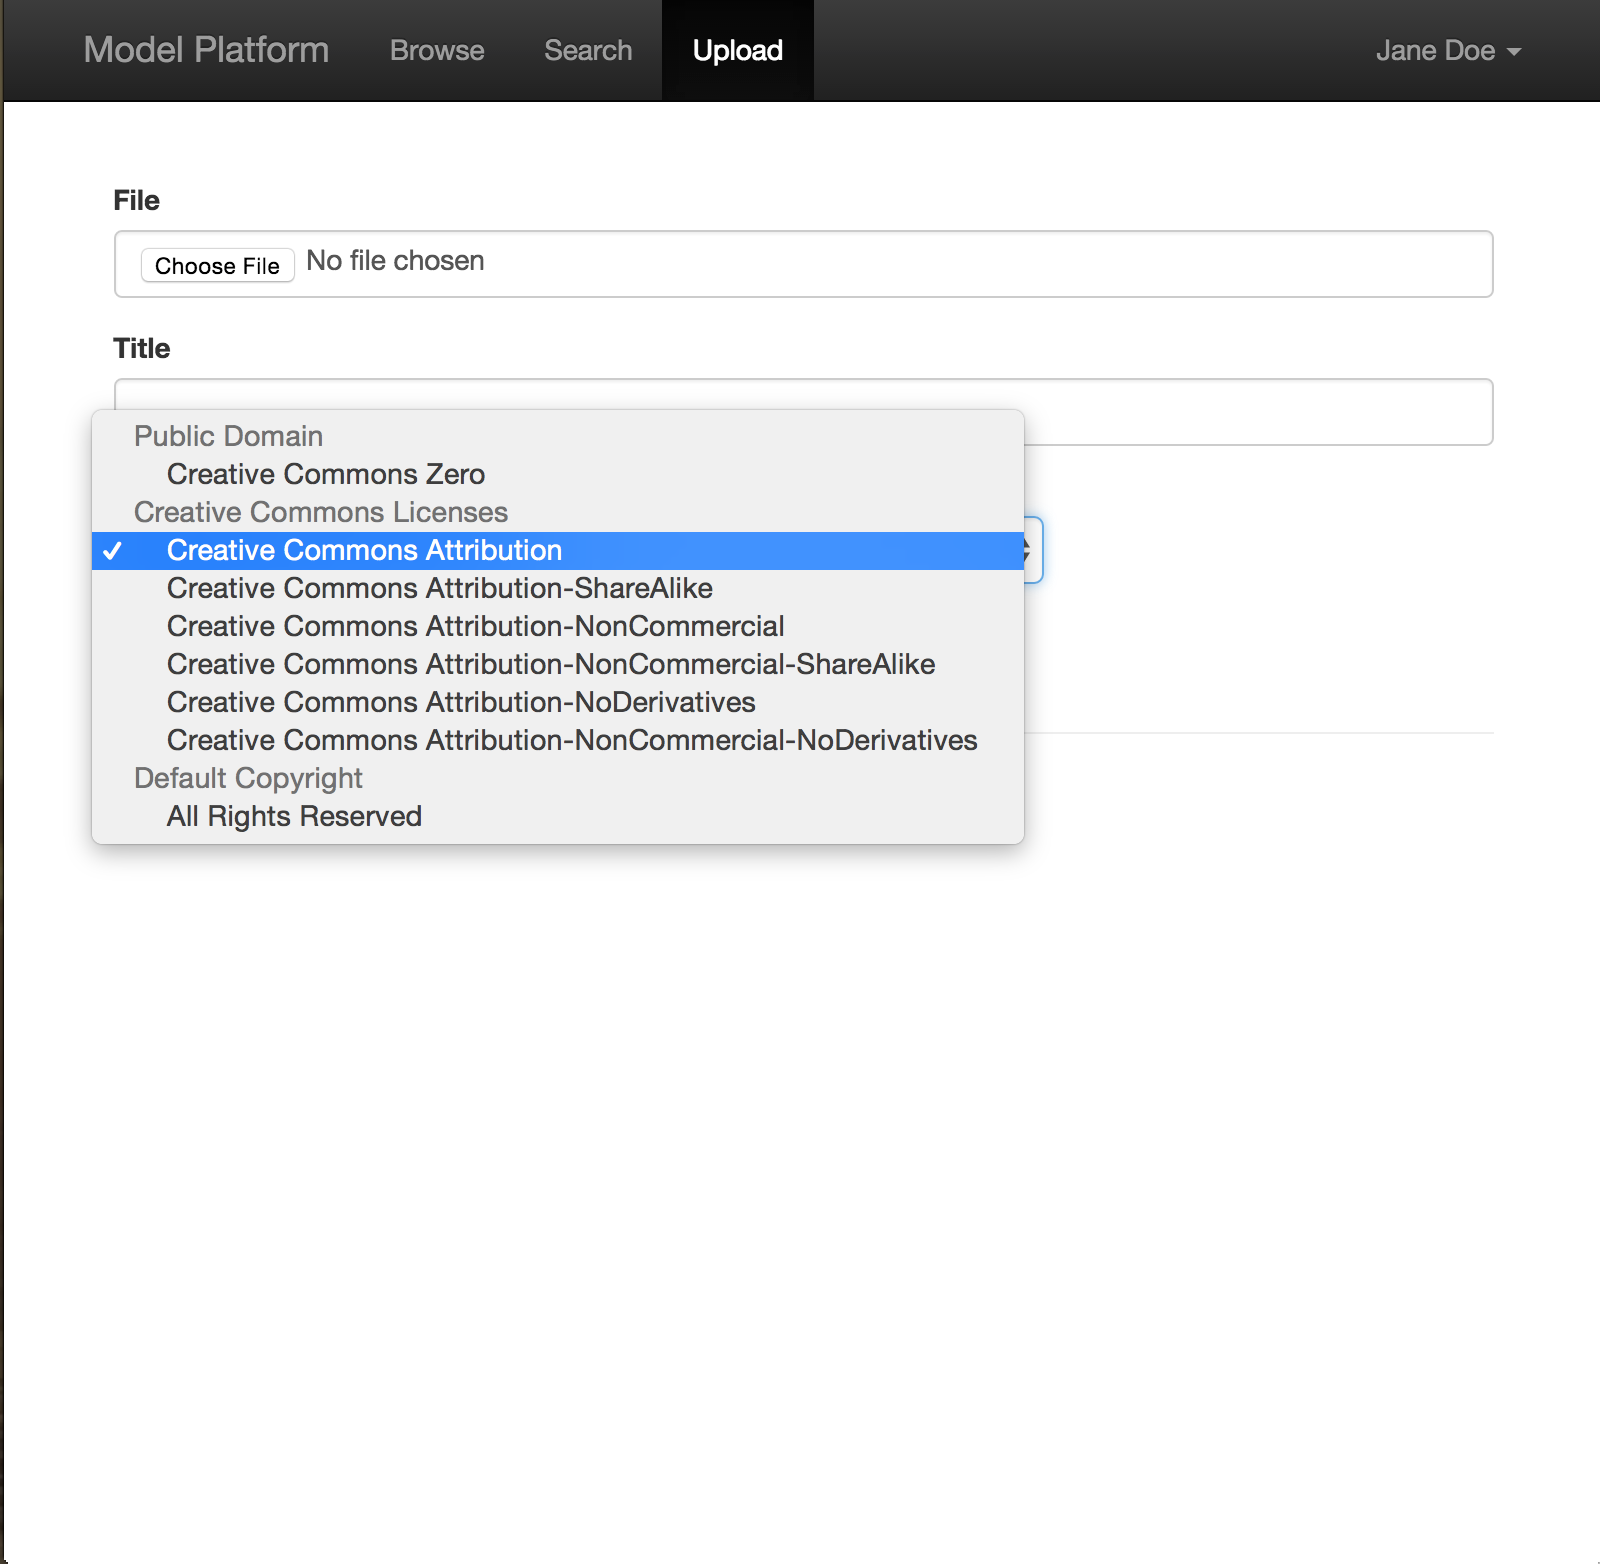 Model Platform Browse Search Upload Jane Doe
File
Choose File No file chosen
Title
Public Domain
Creative Commons Zero
Creative Commons Licenses
✓ Creative Commons Attribution
Creative Commons Attribution-ShareAlike
Creative Commons Attribution-NonCommercial
Creative Commons Attribution-NonCommercial-ShareAlike
Creative Commons Attribution-NoDerivatives
Creative Commons Attribution-NonCommercial-NoDerivatives
Default Copyright
All Rights Reserved